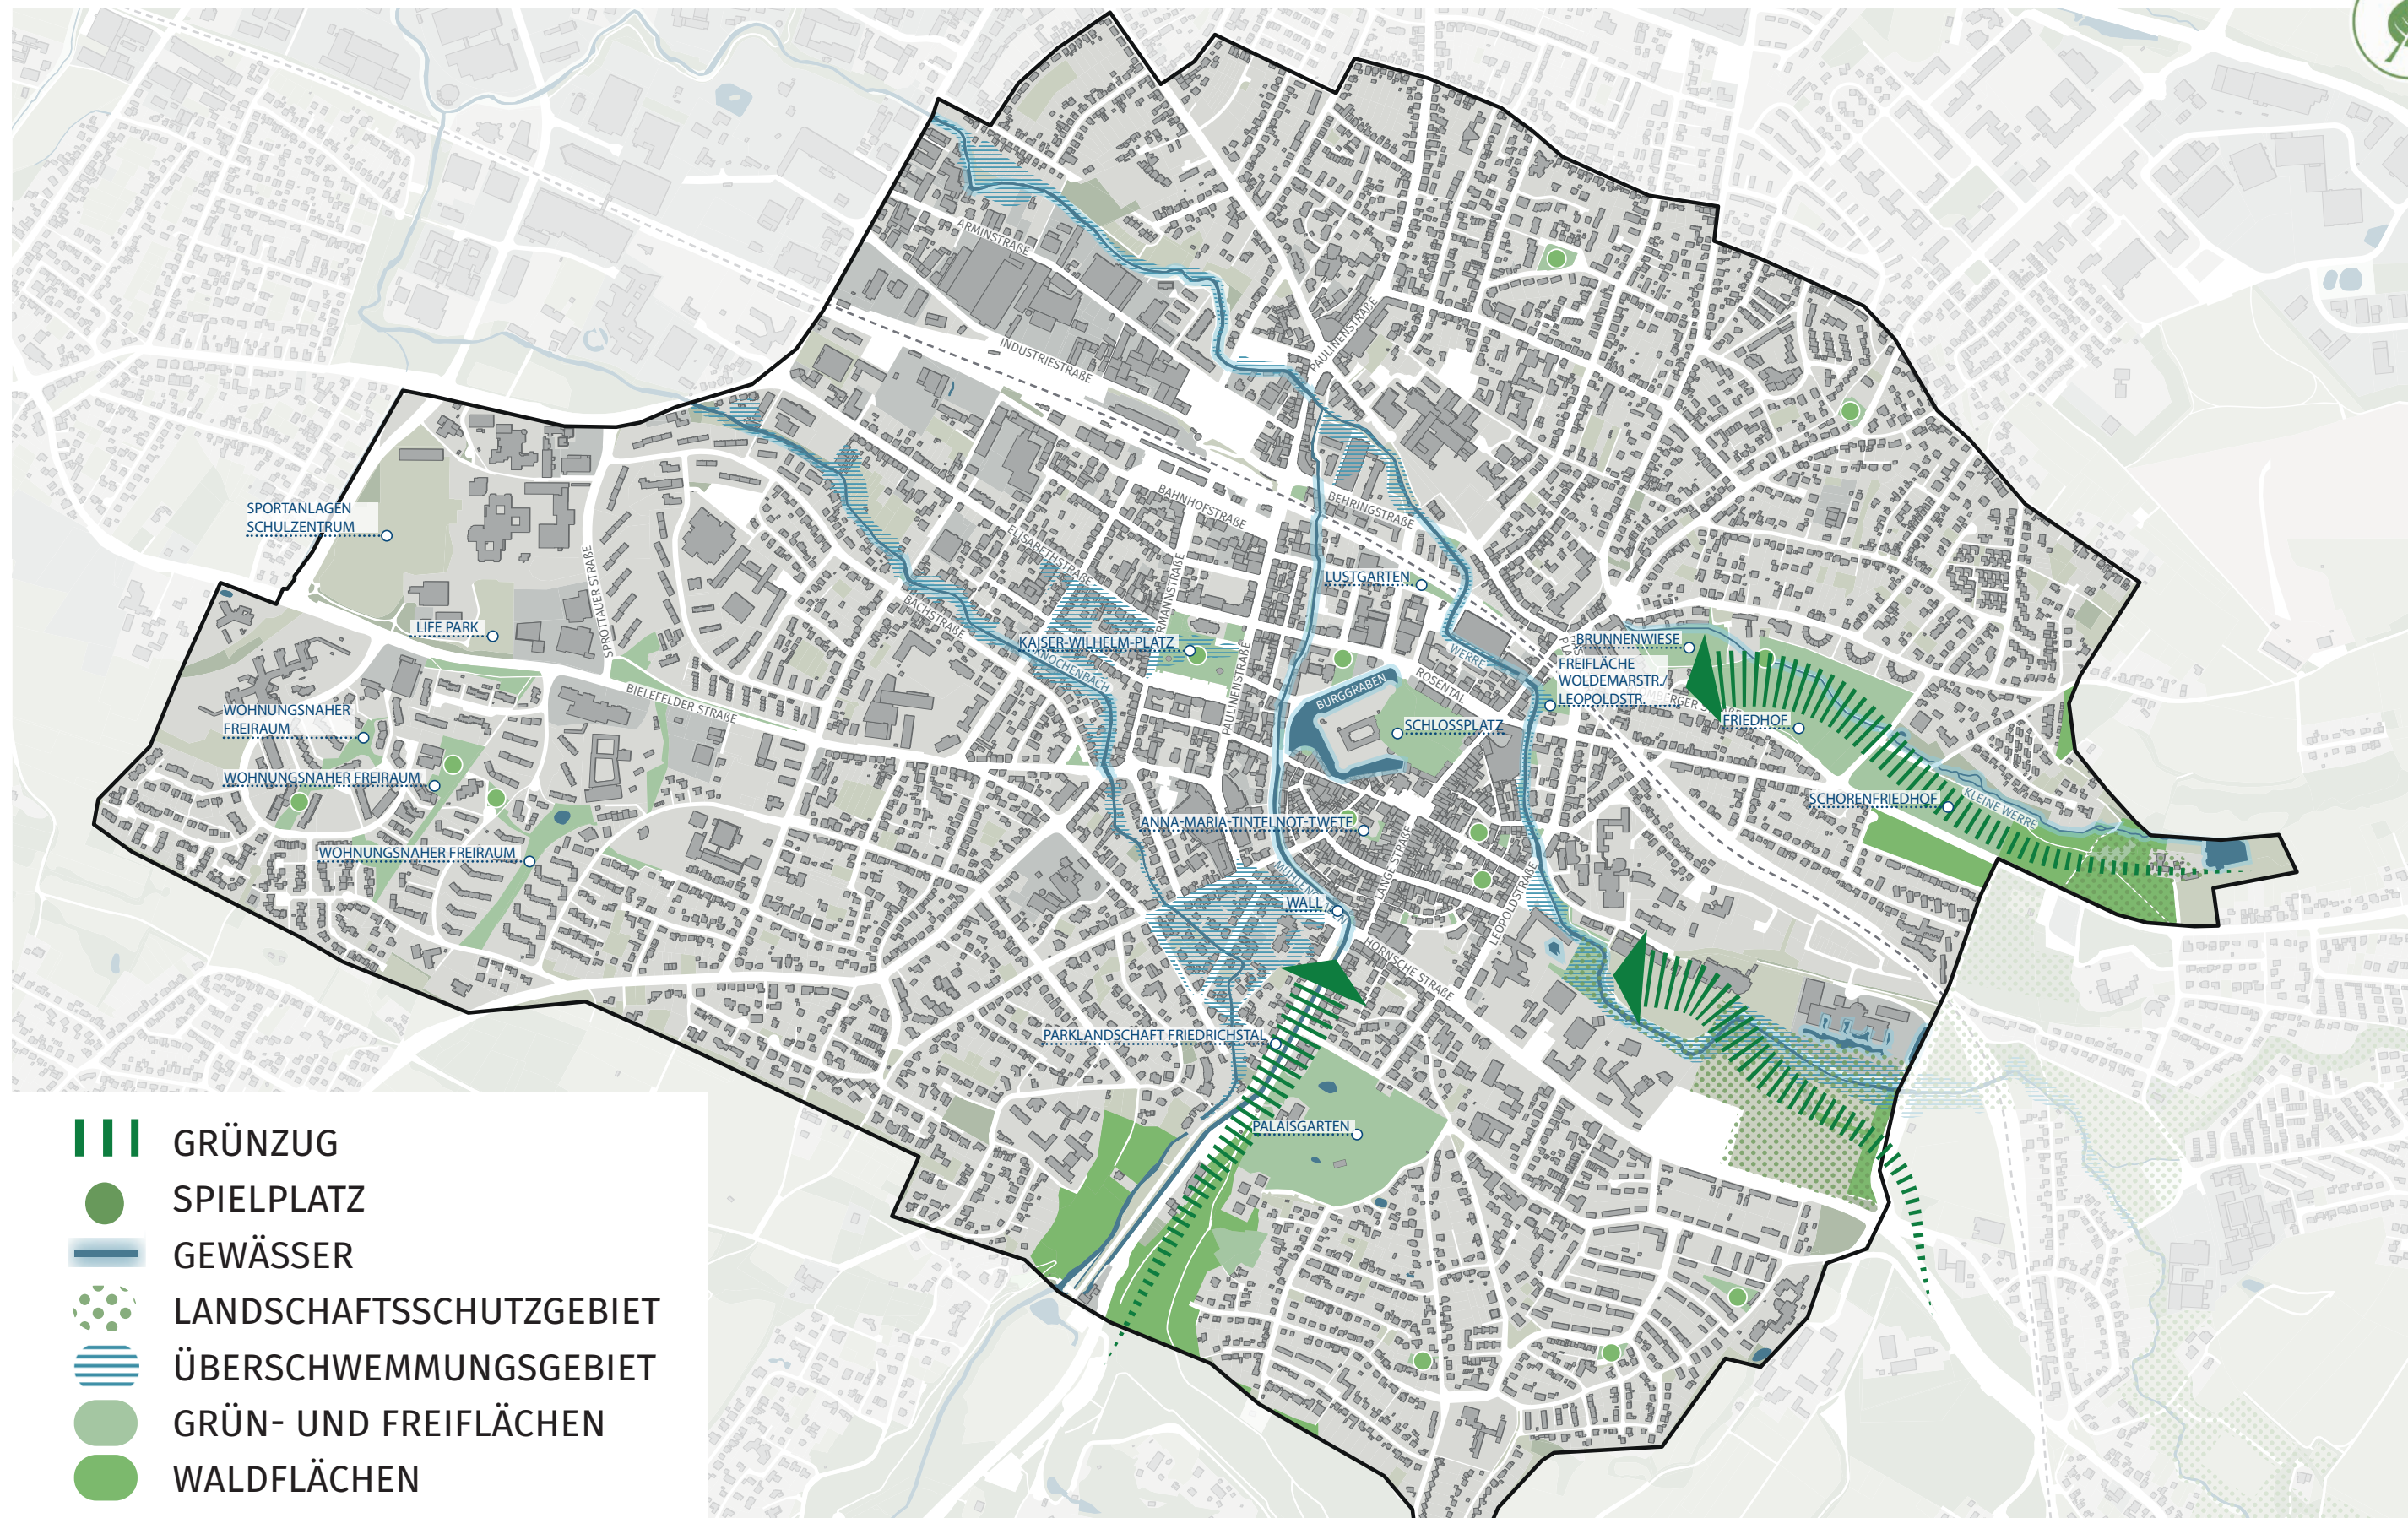 ARMINSTRAßE
INDUSTRIESTRAßE
PAULINENSTRAßE
BAHNHOFSTRAßE
BEHRINGSTRAßE
SPORTANLAGEN
SCHULZENTRUM
ELISABETHSTRAßE
SPROTTAUER STRAßE
LUSTGARTEN
BACHSTRAßE
LIFE PARK
KAISER-WILHELM-PLATZ
KNOCHENBACH
PAULINENSTRAßE
WERRE
ROSENTAL
BRUNNENWIESE
FREIFLÄCHE
WOLDEMARSTR./
LEOPOLDSTR.
BURGGRABEN
BIELEFELDER STRAßE
WOHNUNGSNAHER
FREIRAUM
SCHLOSSPLATZ
FRIEDHOF
WOHNUNGSNAHER FREIRAUM
SCHORENFRIEDHOF
KLEINE WERRE
ANNA-MARIA-TINTELNOT-TWETE
WOHNUNGSNAHER FREIRAUM
LANGE STRAßE
LEOPOLDSTRAßE
WALL
HORNSCHE STRAßE
PARKLANDSCHAFT FRIEDRICHSTAL
PALAISGARTEN
GRÜNZUG
SPIELPLATZ
GEWÄSSER
LANDSCHAFTSSCHUTZGEBIET
ÜBERSCHWEMMUNGSGEBIET
GRÜN- UND FREIFLÄCHEN
WALDFLÄCHEN